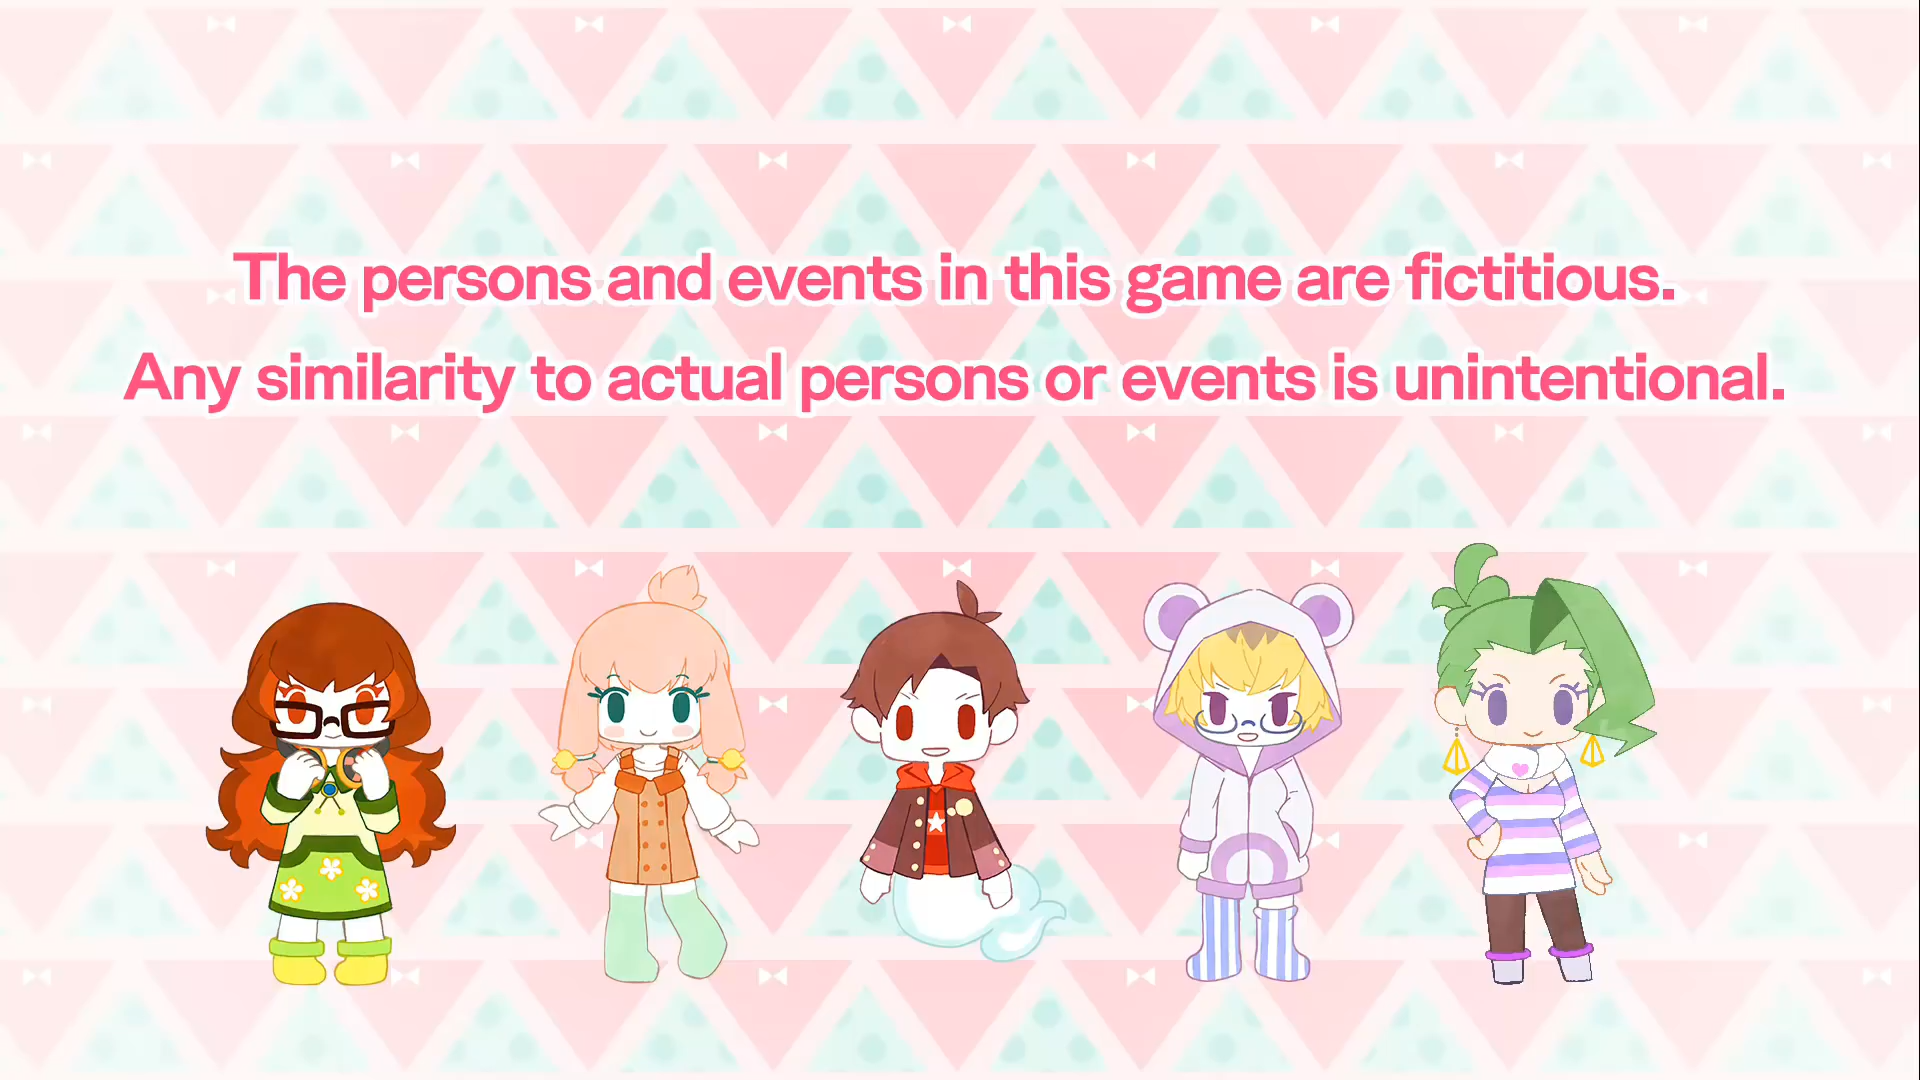 The persons and events in this game are fictitious.
Any similarity to actual persons or events is unintentional.